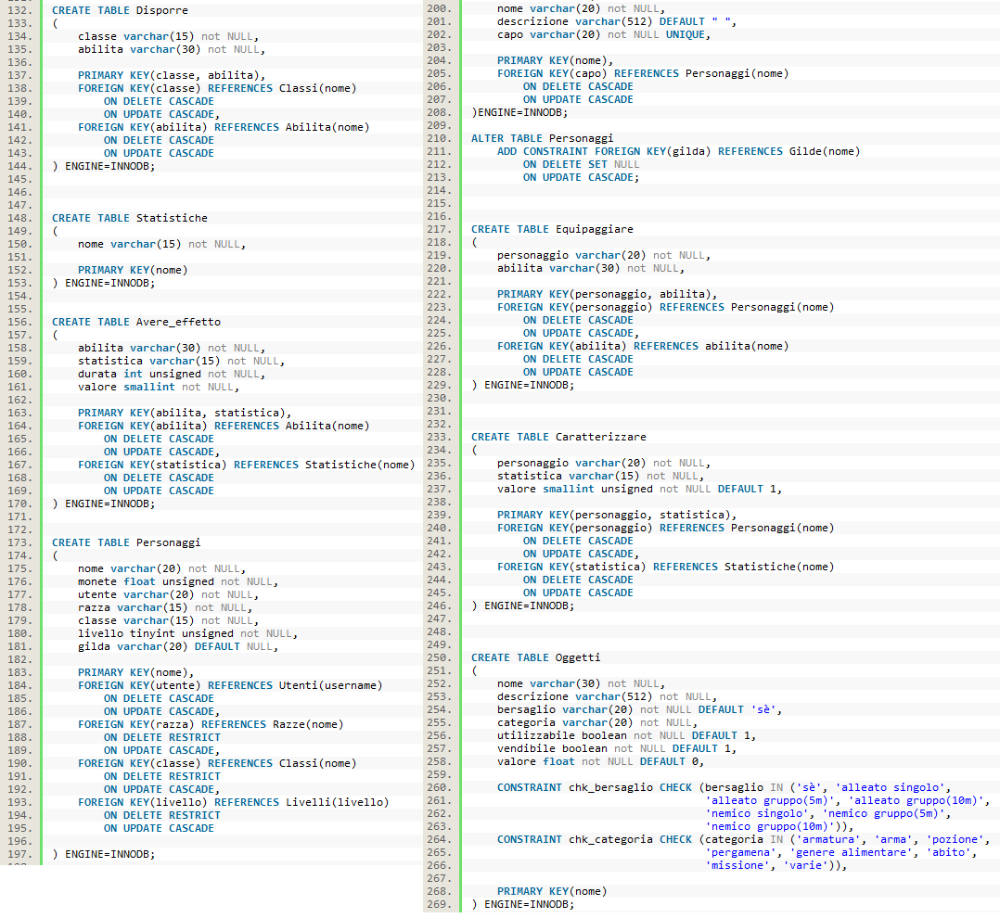 132. CREATE TABLE Disporre
133. (
134.     classe varchar(15) not NULL,
135.     abilita varchar(30) not NULL,
136.
137.     PRIMARY KEY(classe, abilita),
138.     FOREIGN KEY(classe) REFERENCES Classi(nome)
139.         ON DELETE CASCADE
140.         ON UPDATE CASCADE,
141.     FOREIGN KEY(abilita) REFERENCES Abilita(nome)
142.         ON DELETE CASCADE
143.         ON UPDATE CASCADE
144. ) ENGINE=INNODB;
145.
146.
147.
148. CREATE TABLE Statistiche
149. (
150.     nome varchar(15) not NULL,
151.
152.     PRIMARY KEY(nome)
153. ) ENGINE=INNODB;
154.
155.
156. CREATE TABLE Avere_effetto
157. (
158.     abilita varchar(30) not NULL,
159.     statistica varchar(15) not NULL,
160.     durata int unsigned not NULL,
161.     valore smallint not NULL,
162.
163.     PRIMARY KEY(abilita, statistica),
164.     FOREIGN KEY(abilita) REFERENCES Abilita(nome)
165.         ON DELETE CASCADE
166.         ON UPDATE CASCADE,
167.     FOREIGN KEY(statistica) REFERENCES Statistiche(nome)
168.         ON DELETE CASCADE
169.         ON UPDATE CASCADE
170. ) ENGINE=INNODB;
171.
172.
173. CREATE TABLE Personaggi
174. (
175.     nome varchar(20) not NULL,
176.     monete float unsigned not NULL,
177.     utente varchar(20) not NULL,
178.     razza varchar(15) not NULL,
179.     classe varchar(15) not NULL,
180.     livello tinyint unsigned not NULL,
181.     gilda varchar(20) DEFAULT NULL,
182.
183.     PRIMARY KEY(nome),
184.     FOREIGN KEY(utente) REFERENCES Utenti(username)
185.         ON DELETE CASCADE
186.         ON UPDATE CASCADE,
187.     FOREIGN KEY(razza) REFERENCES Razze(nome)
188.         ON DELETE RESTRICT
189.         ON UPDATE CASCADE,
190.     FOREIGN KEY(classe) REFERENCES Classi(nome)
191.         ON DELETE RESTRICT
192.         ON UPDATE CASCADE,
193.     FOREIGN KEY(livello) REFERENCES Livelli(livello)
194.         ON DELETE RESTRICT
195.         ON UPDATE CASCADE
196.
197. ) ENGINE=INNODB;
200.     nome varchar(20) not NULL,
201.     descrizione varchar(512) DEFAULT " ",
202.     capo varchar(20) not NULL UNIQUE,
203.
204.     PRIMARY KEY(nome),
205.     FOREIGN KEY(capo) REFERENCES Personaggi(nome)
206.         ON DELETE CASCADE
207.         ON UPDATE CASCADE
208. )ENGINE=INNODB;
209.
210. ALTER TABLE Personaggi
211.     ADD CONSTRAINT FOREIGN KEY(gilda) REFERENCES Gilde(nome)
212.         ON DELETE SET NULL
213.         ON UPDATE CASCADE;
214.
215.
216.
217. CREATE TABLE Equipaggiare
218. (
219.     personaggio varchar(20) not NULL,
220.     abilita varchar(30) not NULL,
221.
222.     PRIMARY KEY(personaggio, abilita),
223.     FOREIGN KEY(personaggio) REFERENCES Personaggi(nome)
224.         ON DELETE CASCADE
225.         ON UPDATE CASCADE,
226.     FOREIGN KEY(abilita) REFERENCES abilita(nome)
227.         ON DELETE CASCADE
228.         ON UPDATE CASCADE
229. ) ENGINE=INNODB;
230.
231.
232.
233. CREATE TABLE Caratterizzare
234. (
235.     personaggio varchar(20) not NULL,
236.     statistica varchar(15) not NULL,
237.     valore smallint unsigned not NULL DEFAULT 1,
238.
239.     PRIMARY KEY(personaggio, statistica),
240.     FOREIGN KEY(personaggio) REFERENCES Personaggi(nome)
241.         ON DELETE CASCADE
242.         ON UPDATE CASCADE,
243.     FOREIGN KEY(statistica) REFERENCES Statistiche(nome)
244.         ON DELETE CASCADE
245.         ON UPDATE CASCADE
246. ) ENGINE=INNODB;
247.
248.
249.
250. CREATE TABLE Oggetti
251. (
252.     nome varchar(30) not NULL,
253.     descrizione varchar(512) not NULL,
254.     bersaglio varchar(20) not NULL DEFAULT 'sè',
255.     categoria varchar(20) not NULL,
256.     utilizzabile boolean not NULL DEFAULT 1,
257.     vendibile boolean not NULL DEFAULT 1,
258.     valore float not NULL DEFAULT 0,
259.
260.     CONSTRAINT chk_bersaglio CHECK (bersaglio IN ('sè', 'alleato singolo',
261.                                     'alleato gruppo(5m)', 'alleato gruppo(10m)',
262.                                     'nemico singolo', 'nemico gruppo(5m)',
263.                                     'nemico gruppo(10m)')),
264.     CONSTRAINT chk_categoria CHECK (categoria IN ('armatura', 'arma', 'pozione',
265.                                     'pergamena', 'genere alimentare', 'abito',
266.                                     'missione', 'varie')),
267.
268.     PRIMARY KEY(nome)
269. ) ENGINE=INNODB;